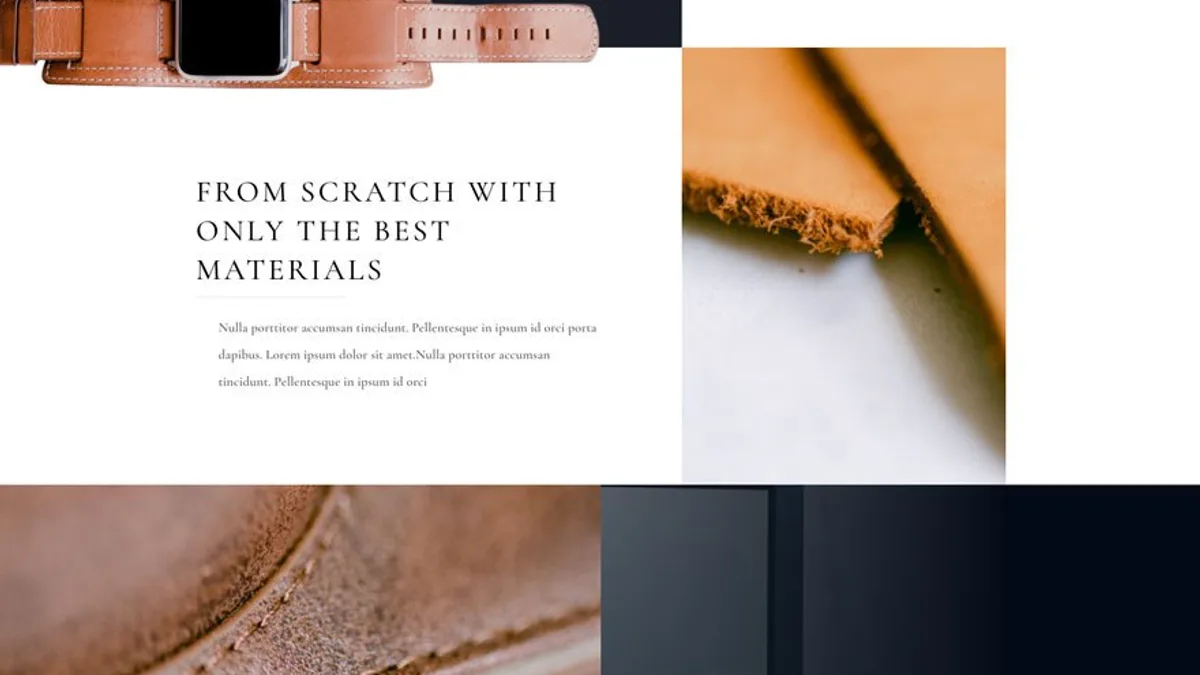 FROM SCRATCH WITH
ONLY THE BEST
MATERIALS
Nulla porttitor accumsan tincidunt. Pellentesque in ipsum id orci porta
dapibus. Lorem ipsum dolor sit amet.Nulla porttitor accumsan
tincidunt. Pellentesque in ipsum id orci